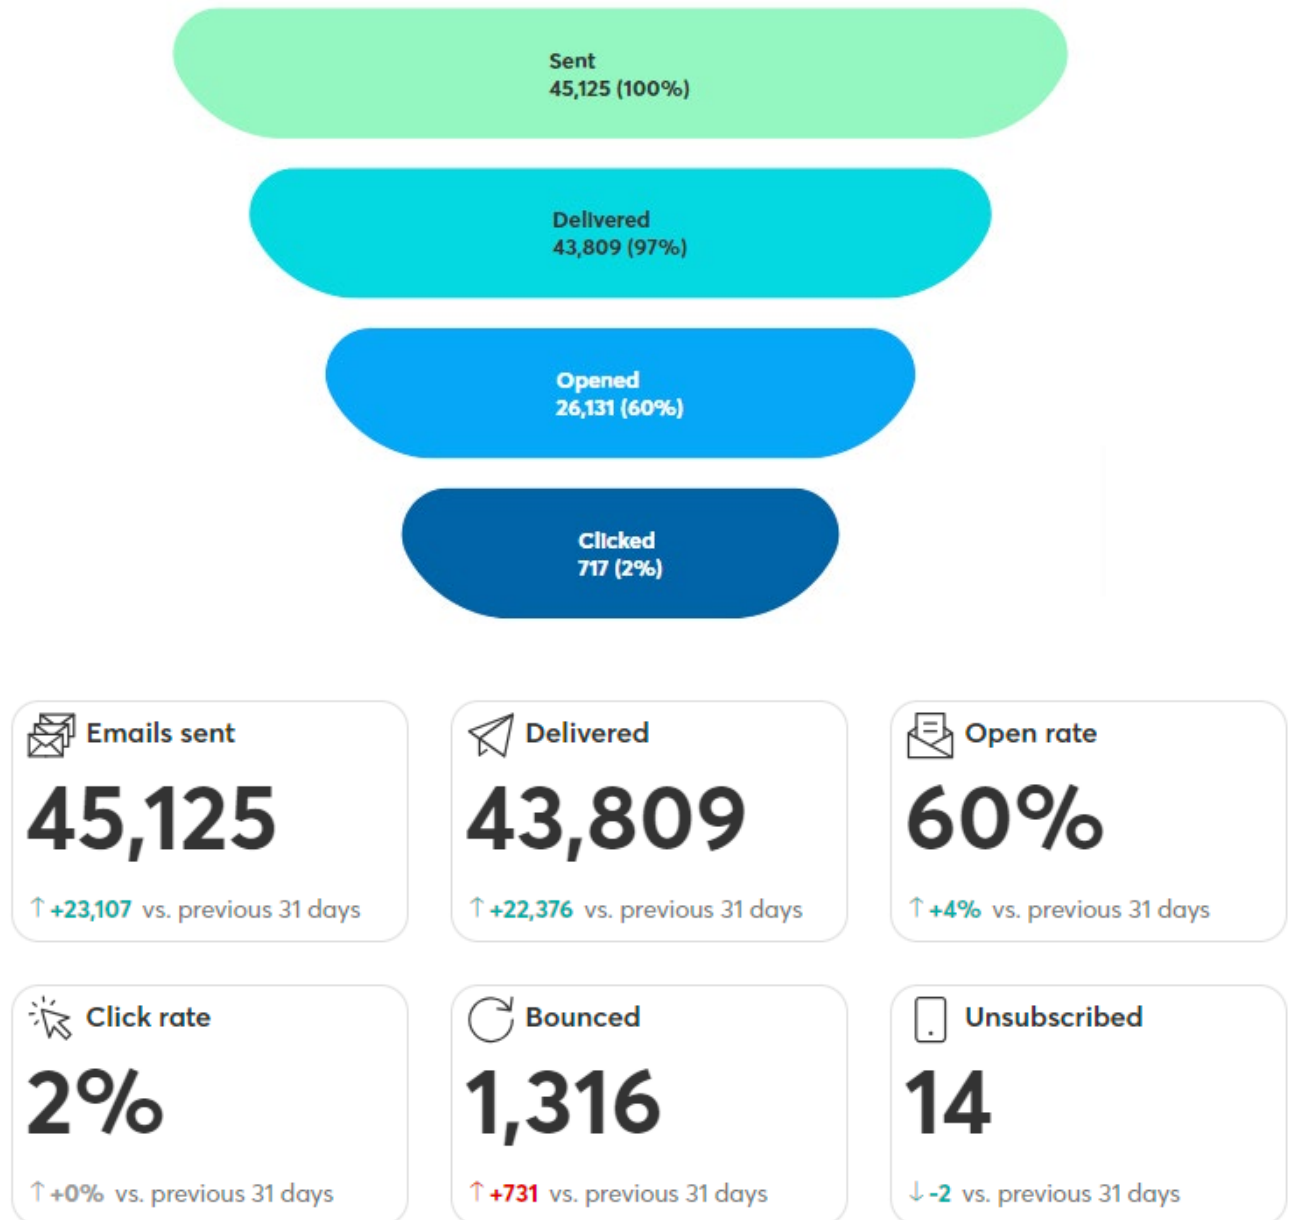 Sent
45,125 (100%)
Delivered
43,809 (97%)
Opened
26,131 (60%)
Clicked
717 (2%)
Emails sent
45,125
↑ +23,107 vs. previous 31 days
Delivered
43,809
↑ +22,376 vs. previous 31 days
Open rate
60%
↑ +4% vs. previous 31 days
Click rate
2%
↑ +0% vs. previous 31 days
Bounced
1,316
↑ +731 vs. previous 31 days
Unsubscribed
14
↓ -2 vs. previous 31 days